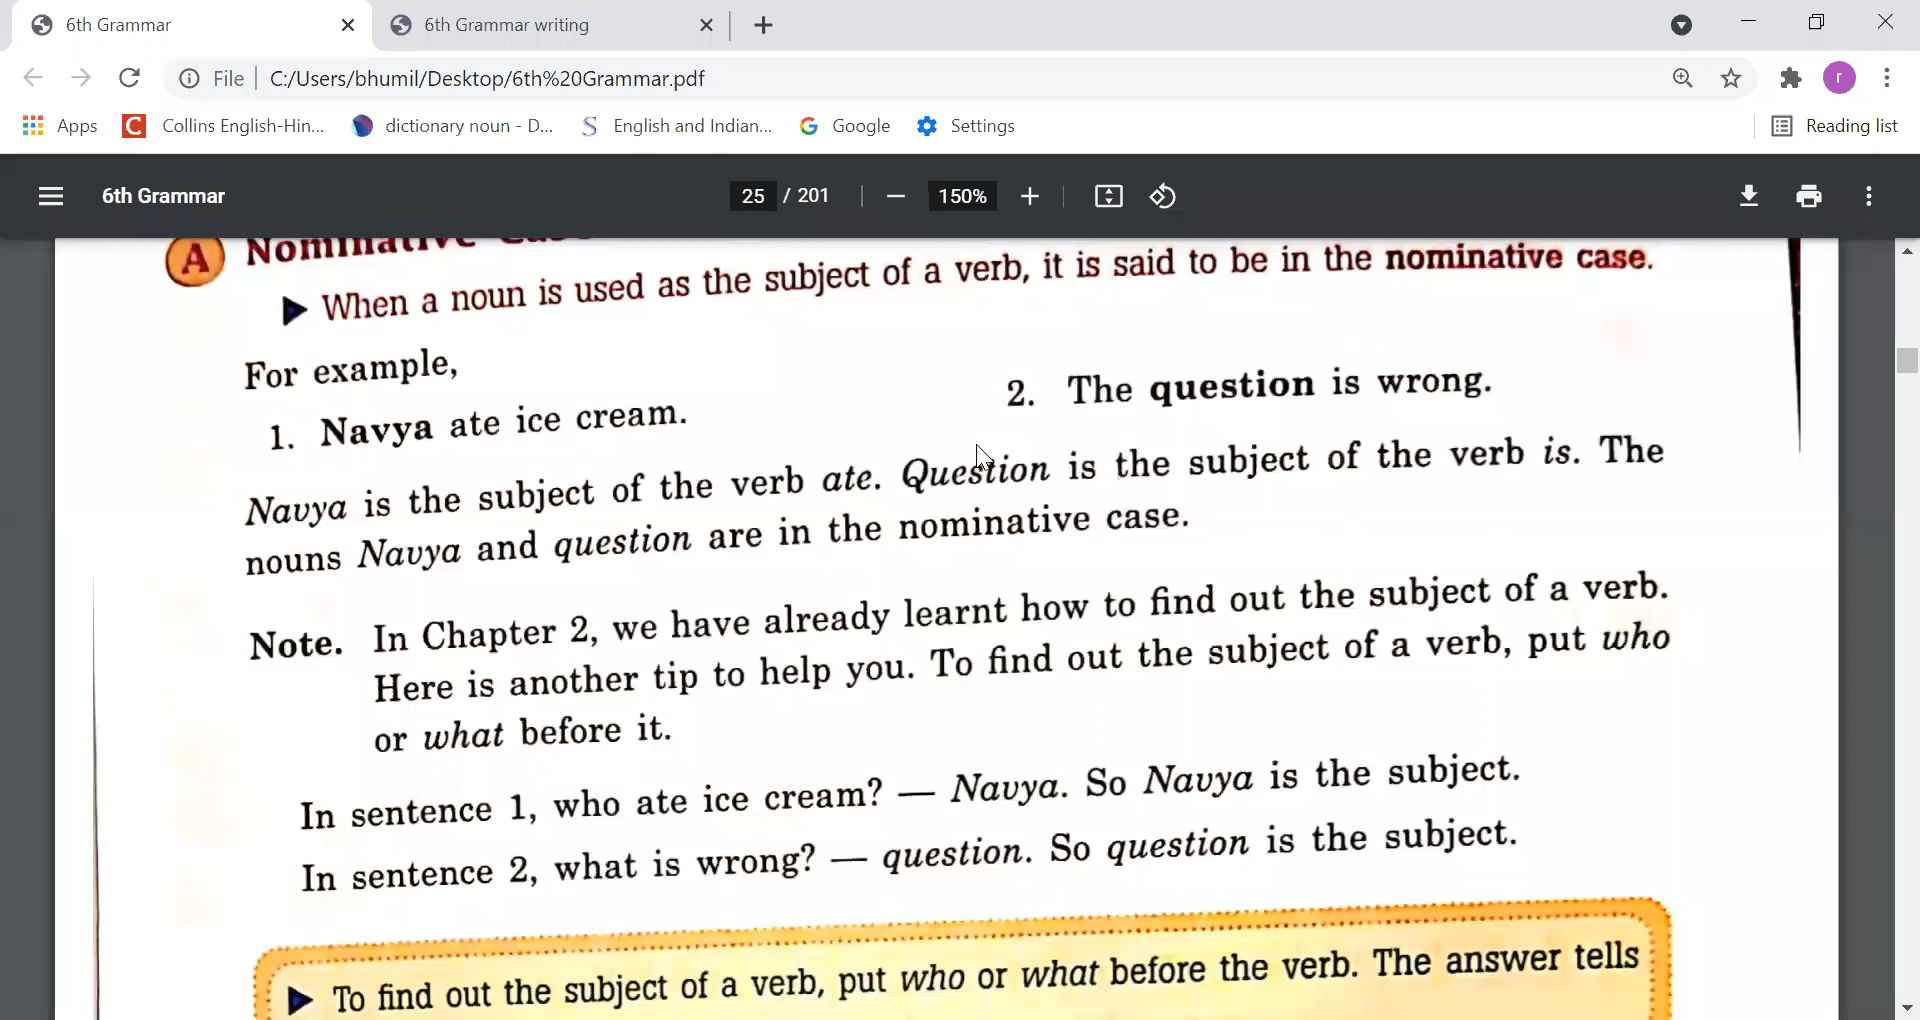 6th Grammar
6th Grammar writing
File C:/Users/bhumil/Desktop/6th%20Grammar.pdf
r
Apps Collins English-Hin... dictionary noun - D... English and Indian... Google Settings Reading list
6th Grammar 25 / 201 150%
A Nominative Case
When a noun is used as the subject of a verb, it is said to be in the nominative case.
For example,
1. Navya ate ice cream. 2. The question is wrong.
Navya is the subject of the verb ate. Question is the subject of the verb is. The
nouns Navya and question are in the nominative case.
Note. In Chapter 2, we have already learnt how to find out the subject of a verb.
Here is another tip to help you. To find out the subject of a verb, put who
or what before it.
In sentence 1, who ate ice cream? — Navya. So Navya is the subject.
In sentence 2, what is wrong? — question. So question is the subject.
To find out the subject of a verb, put who or what before the verb. The answer tells